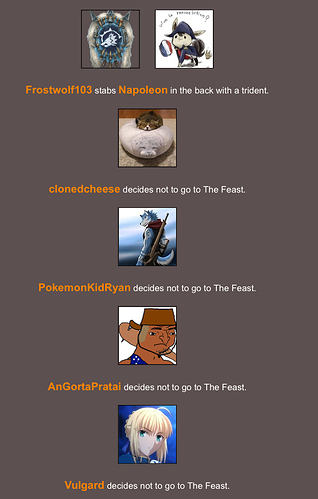 Frostwolf103 stabs Napoleon in the back with a trident.
clonedcheese decides not to go to The Feast.
PokemonKidRyan decides not to go to The Feast.
AnGortaPratai decides not to go to The Feast.
Vulgard decides not to go to The Feast.